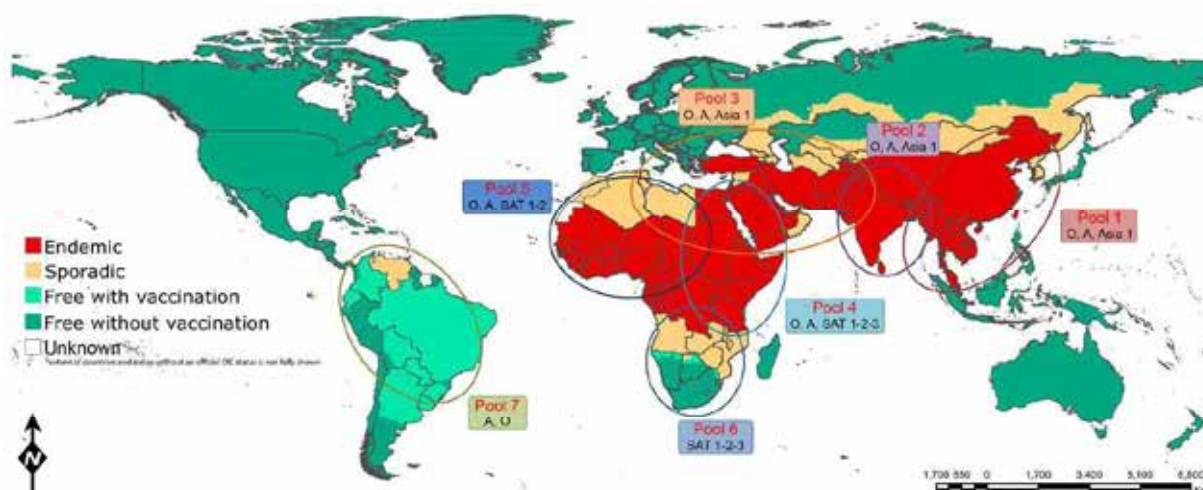 Pool 3
O, A, Asia 1
Pool 2
O, A, Asia 1
Pool 5
O, A, SAT 1-2
Pool 1
O, A, Asia 1
Endemic
Sporadic
Free with vaccination
Free without vaccination
Unknown
Pool 4
O, A, SAT 1-2-3
Pool 7
A, O
Pool 6
SAT 1-2-3
N
0 1,700 3,400 5,100 6,800